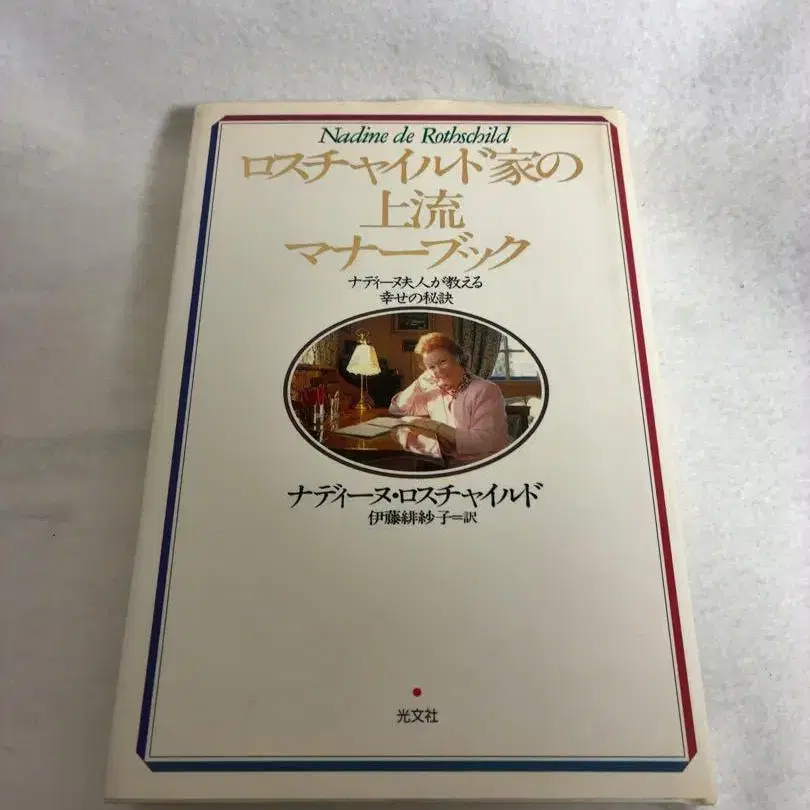 Nadine de Rothschild
ロスチャイルド家の
上流
マナーブック
ナディーヌ夫人が教える
幸せの秘訣
ナディーヌ・ロスチャイルド
伊藤緋紗子=訳
光文社